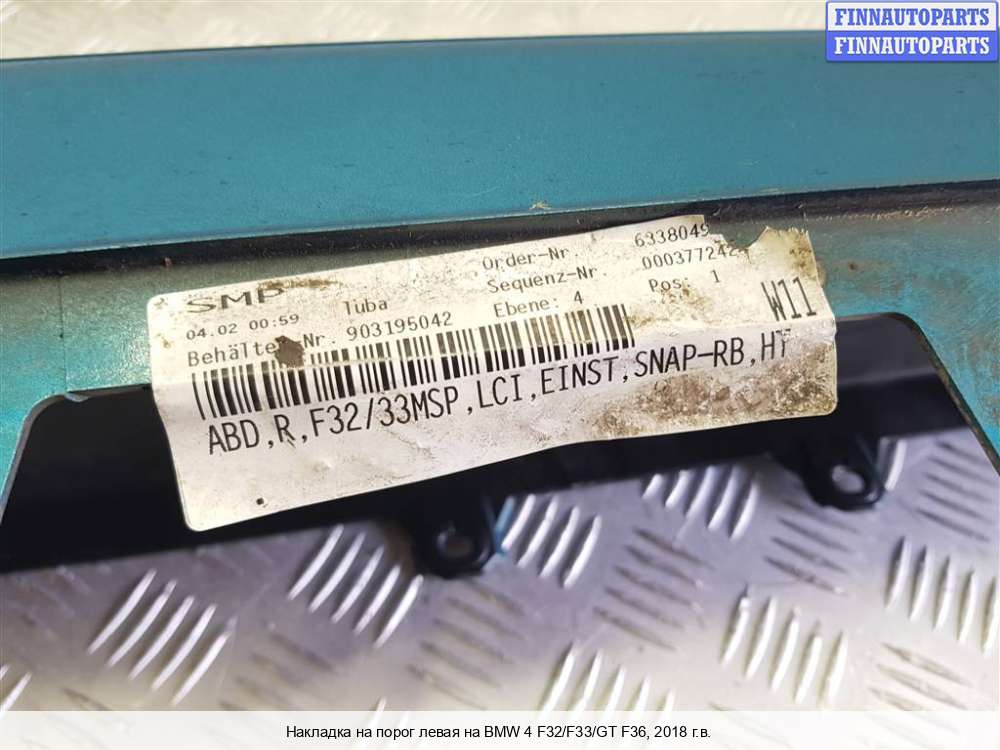 FINNAUTOPARTS
FINNAUTOPARTS
SMP
Tuba
Order-Nr.
6338049
04.02 00:59
Sequenz-Nr.
00037724
Behälter-Nr. 903195042
Ebene: 4
Pos: 1
W11
ABD,R,F32/33MSP,LCI,EINST,SNAP-RB,HT
Накладка на порог левая на BMW 4 F32/F33/GT F36, 2018 г.в.